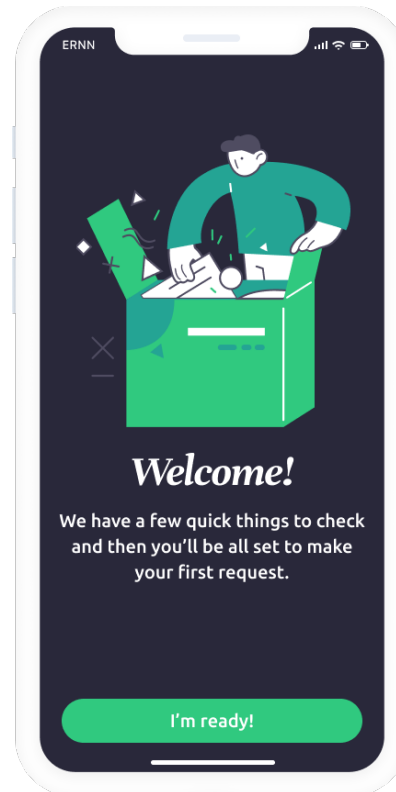 ERNN
Welcome!
We have a few quick things to check
and then you’ll be all set to make
your first request.
I’m ready!